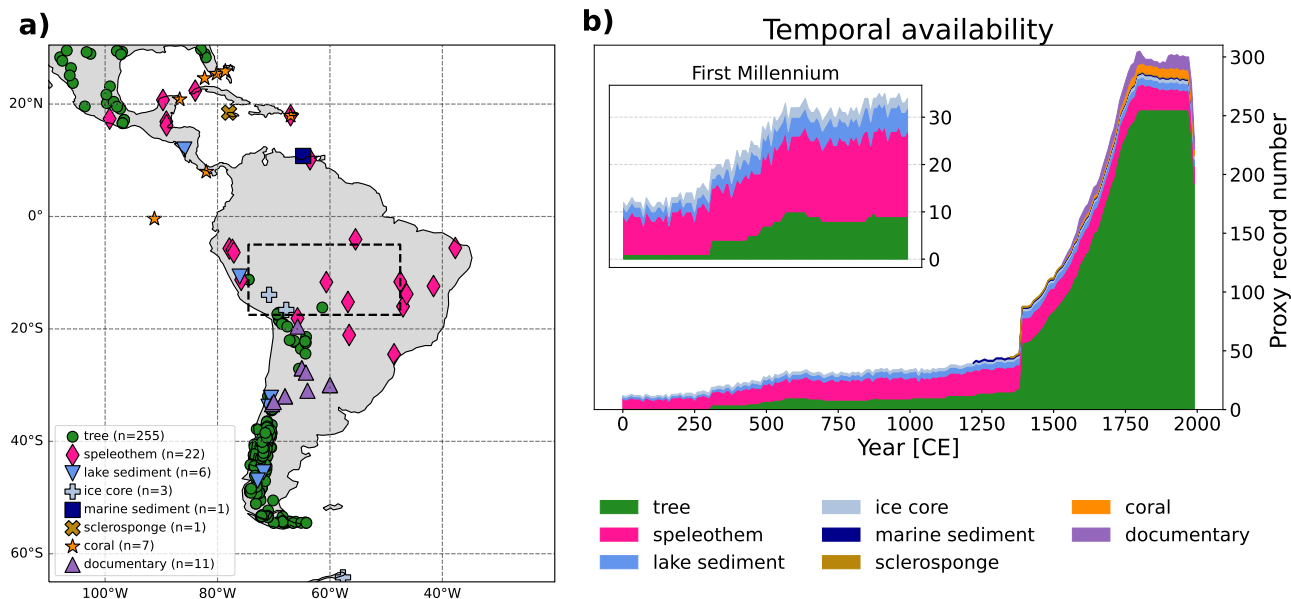 a)
20°N
0°
20°S
40°S
60°S
100°W
80°W
60°W
40°W
tree (n=255)
speleothem (n=22)
lake sediment (n=6)
ice core (n=3)
marine sediment (n=1)
sclerosponge (n=1)
coral (n=7)
documentary (n=11)
b)
Temporal availability
First Millennium
30
20
10
0
300
250
200
150
100
50
0
Proxy record number
0
250
500
750
1000
1250
1500
1750
2000
Year [CE]
tree
speleothem
lake sediment
ice core
marine sediment
sclerosponge
coral
documentary